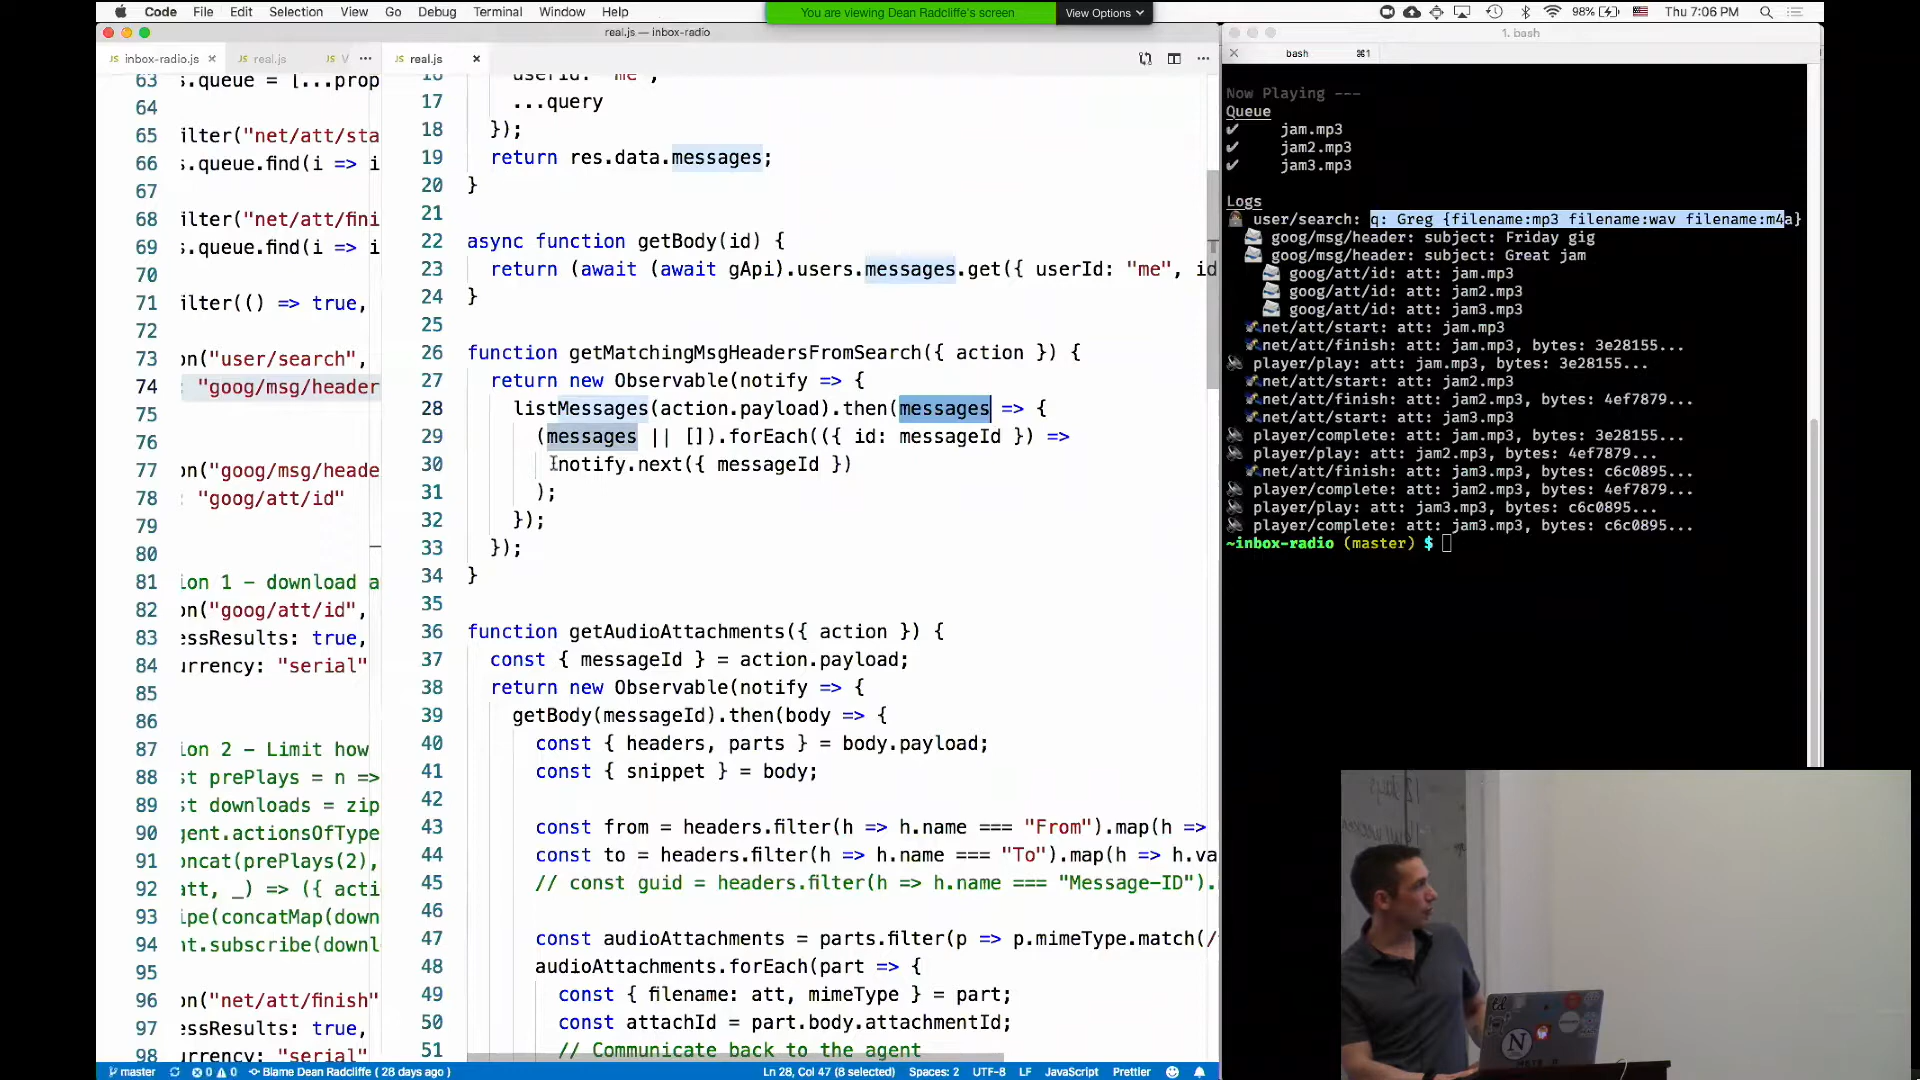 Code File Edit Selection View Go Debug Terminal Window Help
You are viewing Dean Radcliffe's screen
View Options
98% Thu 7:06 PM
real.js — inbox-radio
inbox-radio.js
real.js
V
real.js
63 s.queue = [...prop
64
65 ilter("net/att/sta
66 s.queue.find(i => i
67
68 ilter("net/att/fini
69 s.queue.find(i => i
70
71 ilter(() => true,
72
73 on("user/search",
74 : "goog/msg/header
75
76
77 on("goog/msg/heade
78 : "goog/att/id"
79
80
81 ion 1 - download a
82 on("goog/att/id",
83 essResults: true,
84 urrency: "serial"
85
86
87 ion 2 - Limit how
88 st prePlays = n =>
89 st downloads = zip
90 gent.actionsOfType
91 oncat(prePlays(2),
92 att, _) => ({ acti
93 ipe(concatMap(down
94 nt.subscribe(downl
95
96 on("net/att/finish"
97 essResults: true,
98 urrency: "serial"
16 userId: "me",
17 ...query
18 });
19 return res.data.messages;
20 }
21
22 async function getBody(id) {
23 return (await (await gApi).users.messages.get({ userId: "me", id
24 }
25
26 function getMatchingMsgHeadersFromSearch({ action }) {
27 return new Observable(notify => {
28 listMessages(action.payload).then(messages => {
29 (messages || []).forEach(({ id: messageId }) =>
30 notify.next({ messageId })
31 );
32 });
33 });
34 }
35
36 function getAudioAttachments({ action }) {
37 const { messageId } = action.payload;
38 return new Observable(notify => {
39 getBody(messageId).then(body => {
40 const { headers, parts } = body.payload;
41 const { snippet } = body;
42
43 const from = headers.filter(h => h.name === "From").map(h =>
44 const to = headers.filter(h => h.name === "To").map(h => h.va
45 // const guid = headers.filter(h => h.name === "Message-ID").
46
47 const audioAttachments = parts.filter(p => p.mimeType.match(/
48 audioAttachments.forEach(part => {
49 const { filename: att, mimeType } = part;
50 const attachId = part.body.attachmentId;
51 // Communicate back to the agent
master 0 0 Blame Dean Radcliffe ( 28 days ago )
Ln 28, Col 47 (8 selected) Spaces: 2 UTF-8 LF JavaScript Prettier
1. bash
bash ⌘1
Now Playing ---
Queue
✔ jam.mp3
✔ jam2.mp3
✔ jam3.mp3
Logs
user/search: q: Greg {filename:mp3 filename:wav filename:m4a}
goog/msg/header: subject: Friday gig
goog/msg/header: subject: Great jam
goog/att/id: att: jam.mp3
goog/att/id: att: jam2.mp3
goog/att/id: att: jam3.mp3
net/att/start: att: jam.mp3
net/att/finish: att: jam.mp3, bytes: 3e28155...
player/play: att: jam.mp3, bytes: 3e28155...
net/att/start: att: jam2.mp3
net/att/finish: att: jam2.mp3, bytes: 4ef7879...
net/att/start: att: jam3.mp3
player/complete: att: jam.mp3, bytes: 3e28155...
player/play: att: jam2.mp3, bytes: 4ef7879...
net/att/finish: att: jam3.mp3, bytes: c6c0895...
player/complete: att: jam2.mp3, bytes: 4ef7879...
player/play: att: jam3.mp3, bytes: c6c0895...
player/complete: att: jam3.mp3, bytes: c6c0895...
~inbox-radio (master) $
N